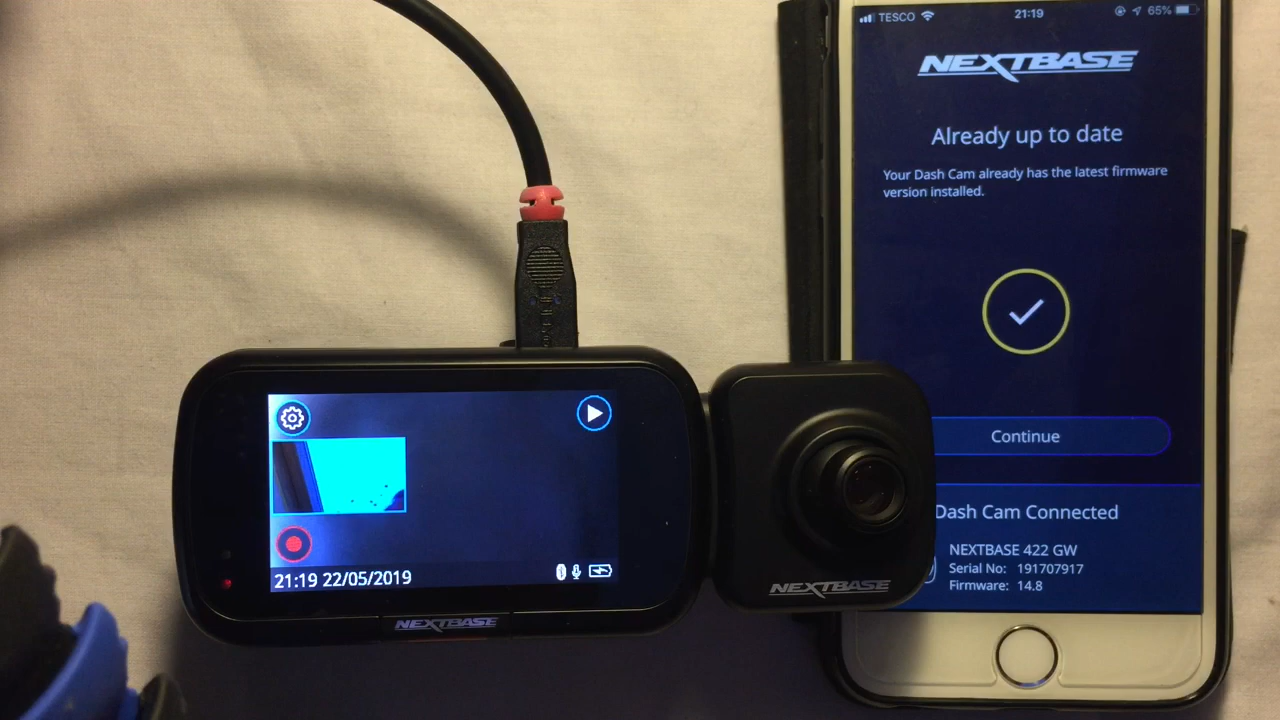 TESCO 21:19 65%
NEXTBASE
Already up to date
Your Dash Cam already has the latest firmware
version installed.
Continue
Dash Cam Connected
NEXTBASE 422 GW
Serial No: 191707917
Firmware: 14.8
21:19 22/05/2019
NEXTBASE
NEXTBASE